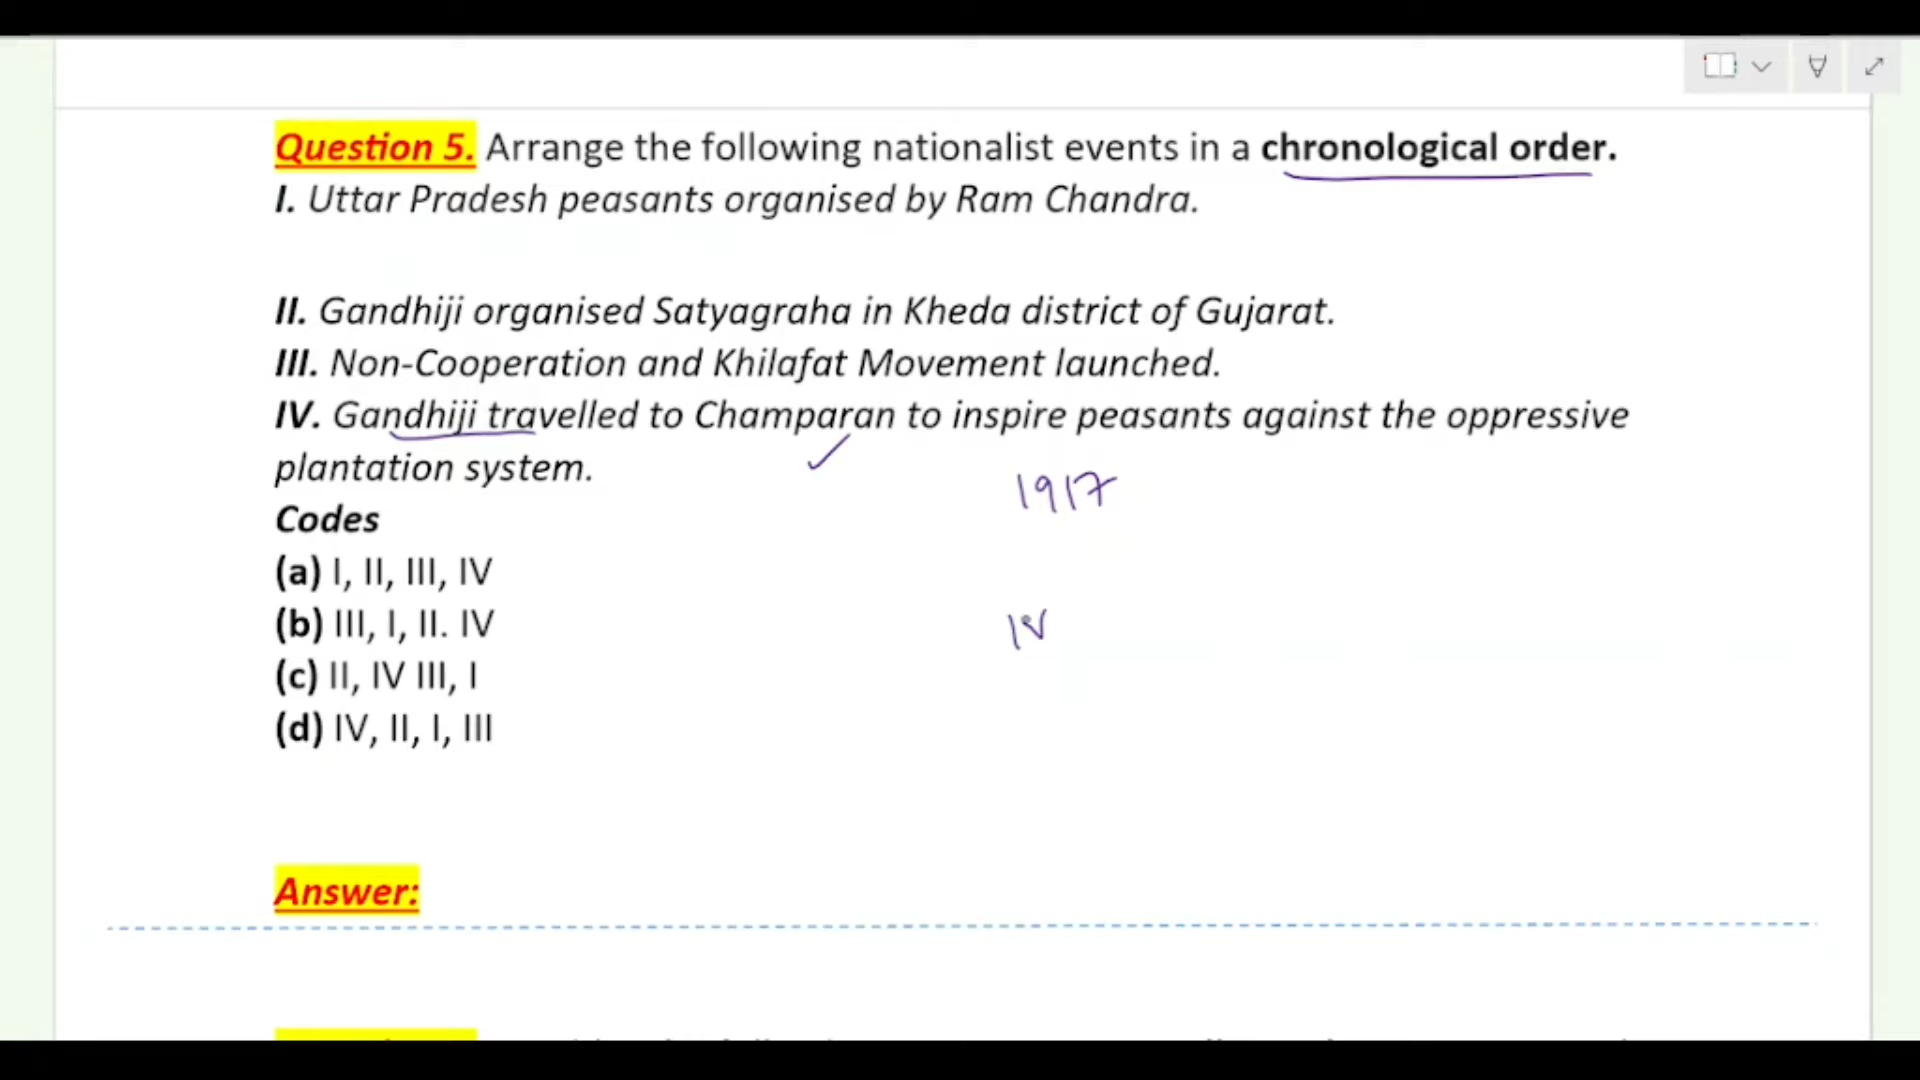 Question 5. Arrange the following nationalist events in a chronological order.
I. Uttar Pradesh peasants organised by Ram Chandra.
II. Gandhiji organised Satyagraha in Kheda district of Gujarat.
III. Non-Cooperation and Khilafat Movement launched.
IV. Gandhiji travelled to Champaran to inspire peasants against the oppressive
plantation system.
1917
Codes
(a) I, II, III, IV
(b) III, I, II. IV
IV
(c) II, IV III, I
(d) IV, II, I, III
Answer: